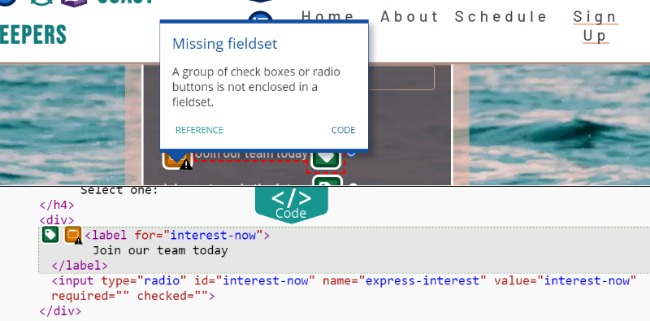 COAST
EEPERS
Home About Schedule Sign
Up
Missing fieldset
A group of check boxes or radio
buttons is not enclosed in a
fieldset.
REFERENCE CODE
Join our team today
Select one:
</h4>
</> Code
<div>
<label for="interest-now">
Join our team today
</label>
<input type="radio" id="interest-now" name="express-interest" value="interest-now"
required="" checked="">
</div>